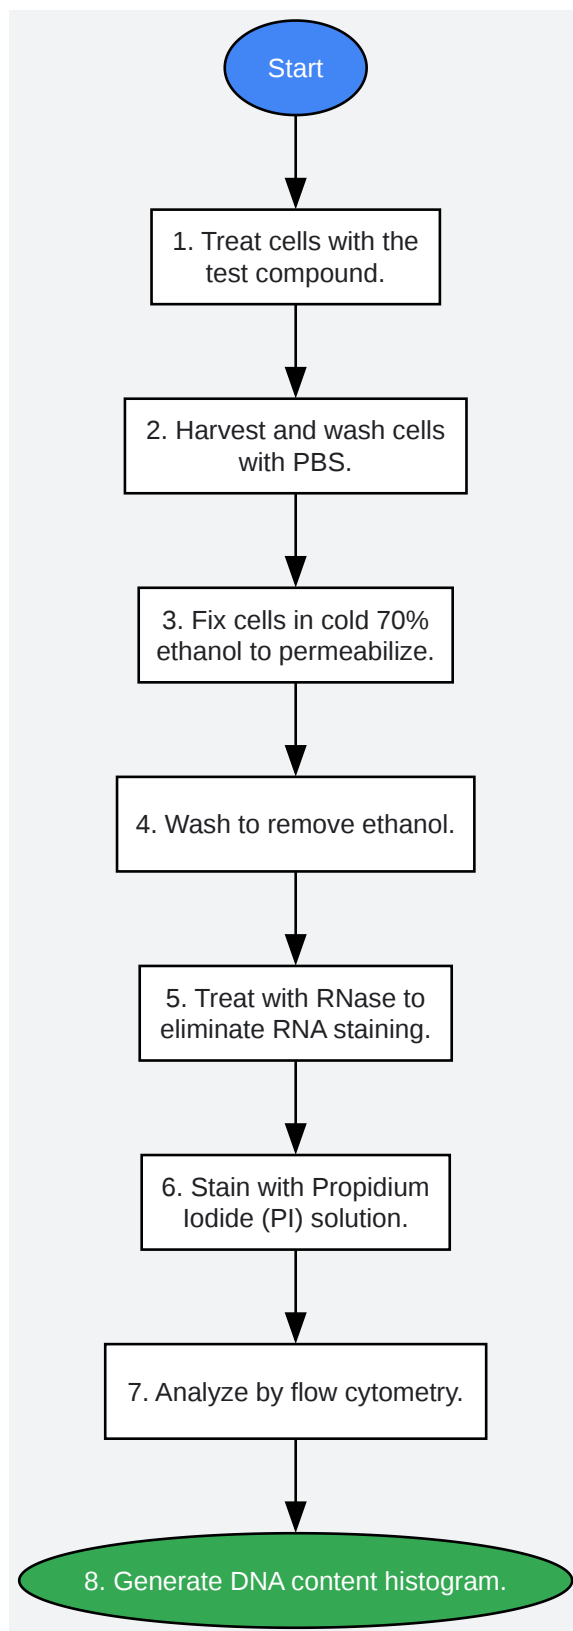 Start
1. Treat cells with the
test compound.
2. Harvest and wash cells
with PBS.
3. Fix cells in cold 70%
ethanol to permeabilize.
4. Wash to remove ethanol.
5. Treat with RNase to
eliminate RNA staining.
6. Stain with Propidium
Iodide (PI) solution.
7. Analyze by flow cytometry.
8. Generate DNA content histogram.